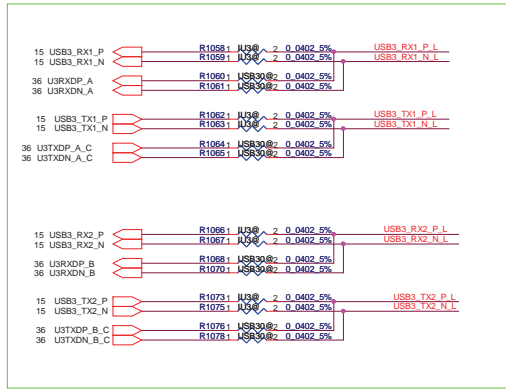 15 USB3_RX1_P R1058 1 IU3@ 2 0_0402_5% USB3_RX1_P_L
15 USB3_RX1_N R1059 1 IU3@ 2 0_0402_5% USB3_RX1_N_L
36 U3RXDP_A R1060 1 USB30@ 2 0_0402_5%
36 U3RXDN_A R1061 1 USB30@ 2 0_0402_5%
15 USB3_TX1_P R1062 1 IU3@ 2 0_0402_5% USB3_TX1_P_L
15 USB3_TX1_N R1063 1 IU3@ 2 0_0402_5% USB3_TX1_N_L
36 U3TXDP_A_C R1064 1 USB30@ 2 0_0402_5%
36 U3TXDN_A_C R1065 1 USB30@ 2 0_0402_5%
15 USB3_RX2_P R1066 1 IU3@ 2 0_0402_5% USB3_RX2_P_L
15 USB3_RX2_N R1067 1 IU3@ 2 0_0402_5% USB3_RX2_N_L
36 U3RXDP_B R1068 1 USB30@ 2 0_0402_5%
36 U3RXDN_B R1070 1 USB30@ 2 0_0402_5%
15 USB3_TX2_P R1073 1 IU3@ 2 0_0402_5% USB3_TX2_P_L
15 USB3_TX2_N R1075 1 IU3@ 2 0_0402_5% USB3_TX2_N_L
36 U3TXDP_B_C R1076 1 USB30@ 2 0_0402_5%
36 U3TXDN_B_C R1078 1 USB30@ 2 0_0402_5%